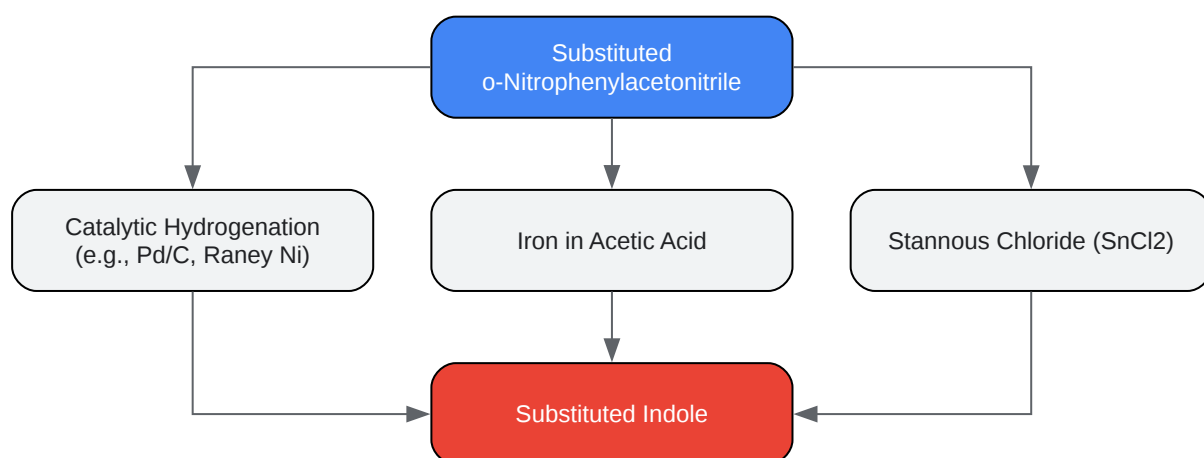 Substituted
o-Nitrophenylacetonitrile
Catalytic Hydrogenation
(e.g., Pd/C, Raney Ni)
Iron in Acetic Acid
Stannous Chloride (SnCl2)
Substituted Indole